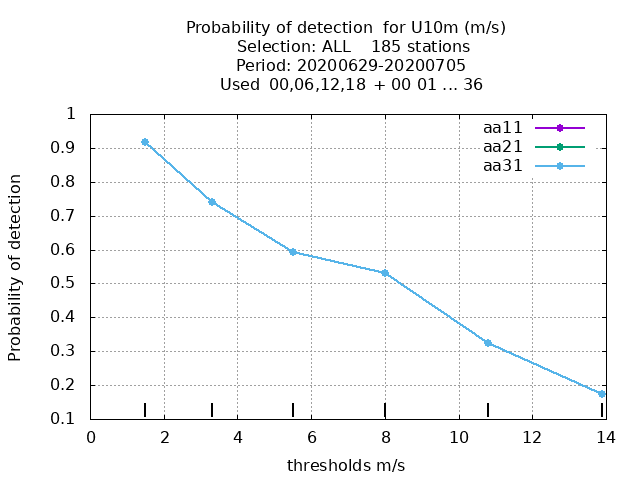 Probability of detection for U10m (m/s)
Selection: ALL 185 stations
Period: 20200629-20200705
Used 00,06,12,18 + 00 01 ... 36
aa11
aa21
aa31
1
0.9
0.8
0.7
0.6
0.5
0.4
0.3
0.2
0.1
Probability of detection
0 2 4 6 8 10 12 14
thresholds m/s